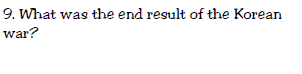 9. What was the end result of the Korean
war?